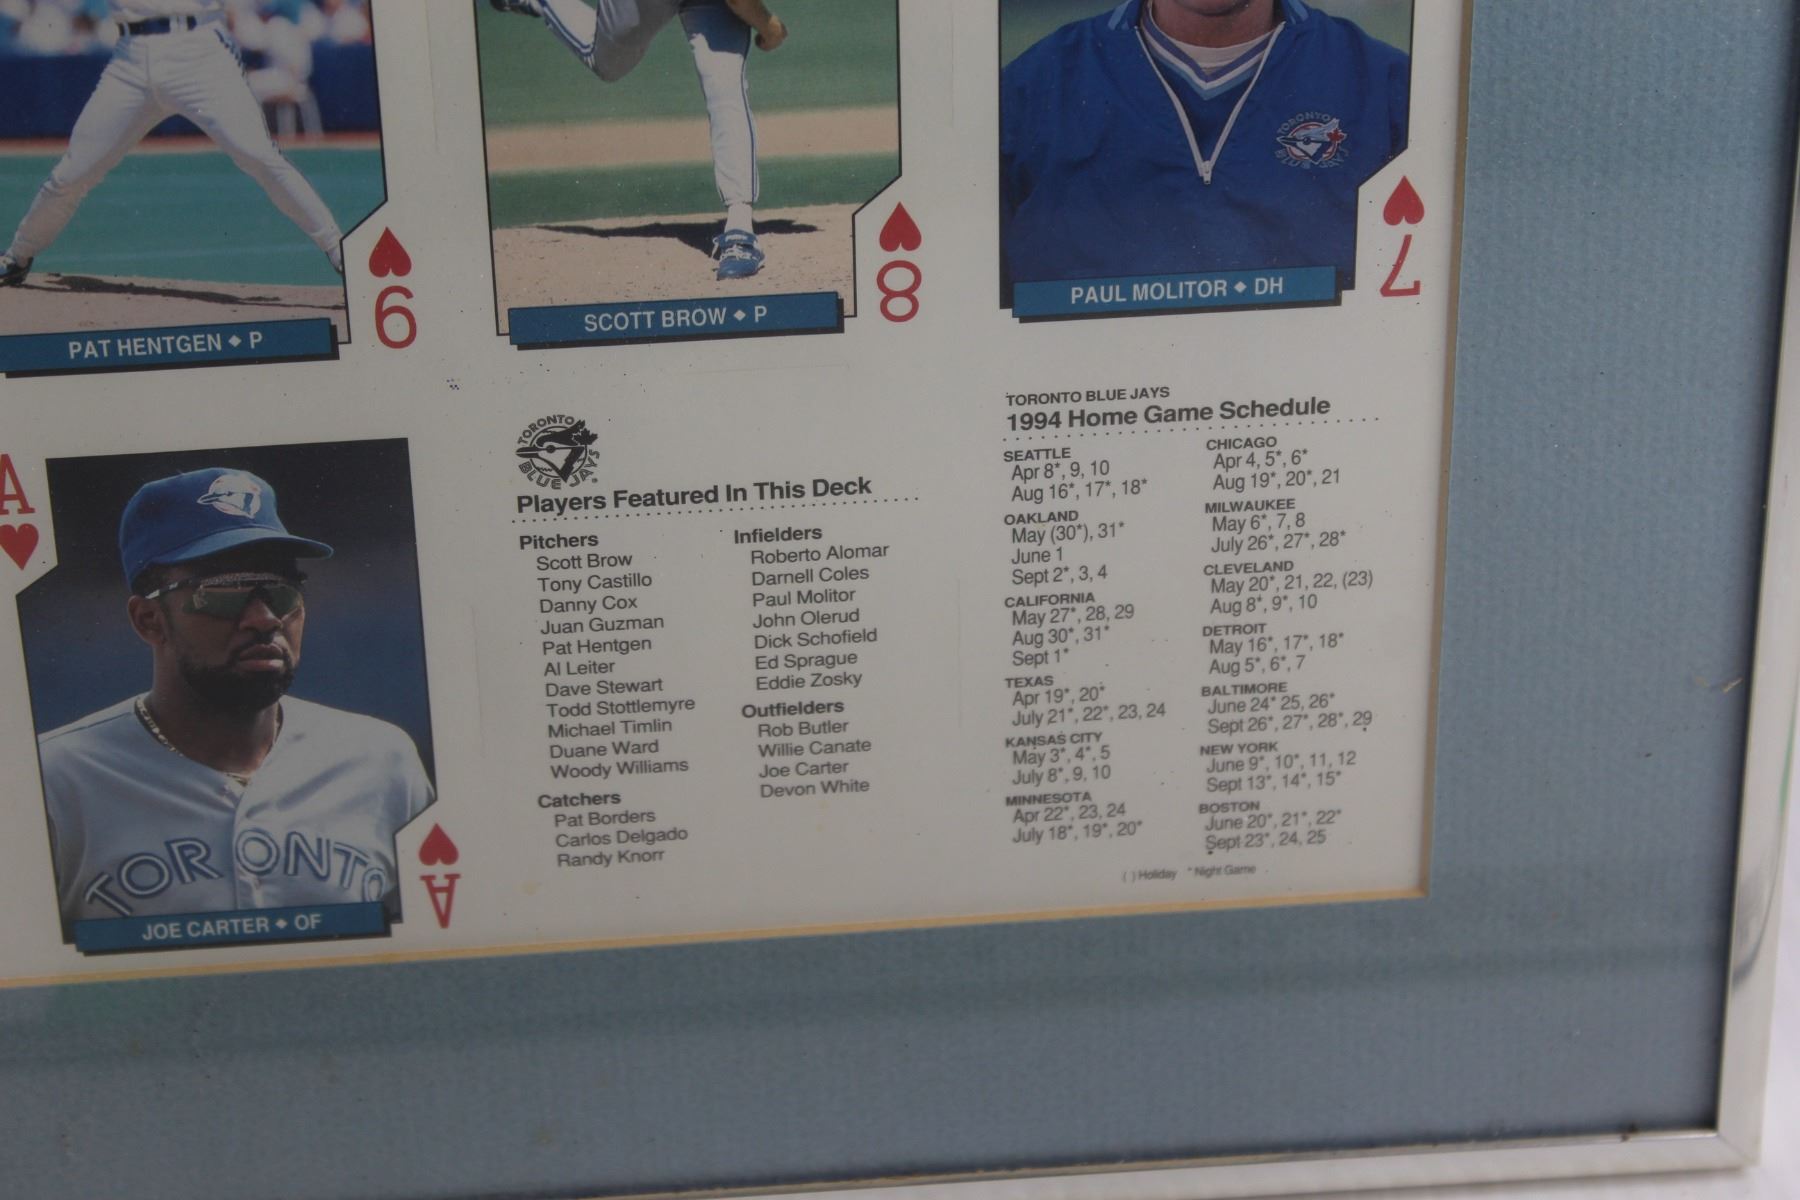 PAT HENTGEN ◆ P
6
SCOTT BROW ◆ P
8
TORONTO BLUE JAYS
PAUL MOLITOR ◆ DH
7
A
TORONTO
JOE CARTER ◆ OF
A
TORONTO BLUE JAYS
Players Featured In This Deck
Pitchers
Scott Brow
Tony Castillo
Danny Cox
Juan Guzman
Pat Hentgen
Al Leiter
Dave Stewart
Todd Stottlemyre
Michael Timlin
Duane Ward
Woody Williams
Catchers
Pat Borders
Carlos Delgado
Randy Knorr
Infielders
Roberto Alomar
Darnell Coles
Paul Molitor
John Olerud
Dick Schofield
Ed Sprague
Eddie Zosky
Outfielders
Rob Butler
Willie Canate
Joe Carter
Devon White
TORONTO BLUE JAYS
1994 Home Game Schedule
SEATTLE
Apr 8*, 9, 10
Aug 16*, 17*, 18*
OAKLAND
May (30*), 31*
June 1
Sept 2*, 3, 4
CALIFORNIA
May 27*, 28, 29
Aug 30*, 31*
Sept 1*
TEXAS
Apr 19*, 20*
July 21*, 22*, 23, 24
KANSAS CITY
May 3*, 4*, 5
July 8*, 9, 10
MINNESOTA
Apr 22*, 23, 24
July 18*, 19*, 20*
CHICAGO
Apr 4, 5*, 6*
Aug 19*, 20*, 21
MILWAUKEE
May 6*, 7, 8
July 26*, 27*, 28*
CLEVELAND
May 20*, 21, 22, (23)
Aug 8*, 9*, 10
DETROIT
May 16*, 17*, 18*
Aug 5*, 6*, 7
BALTIMORE
June 24* 25, 26*
Sept 26*, 27*, 28*, 29
NEW YORK
June 9*, 10*, 11, 12
Sept 13*, 14*, 15*
BOSTON
June 20*, 21*, 22*
Sept 23*, 24, 25
( ) Holiday * Night Game